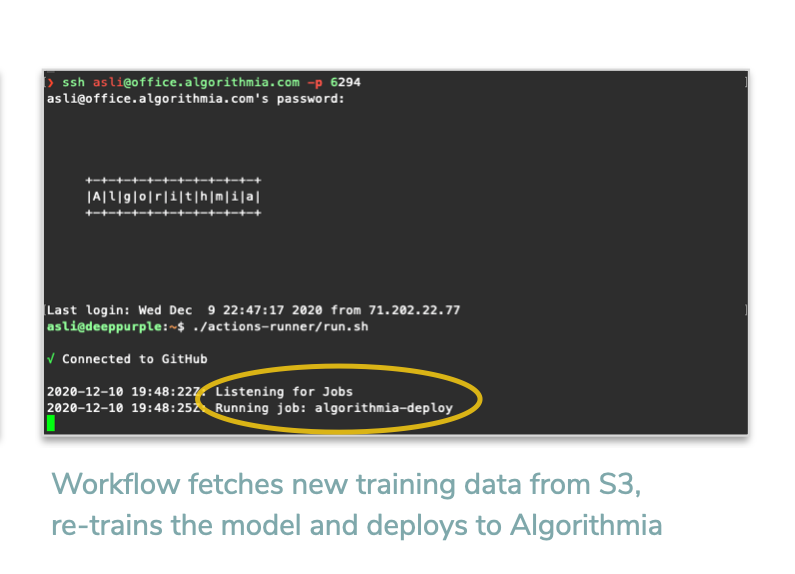 ❯ ssh asli@office.algorithmia.com -p 6294
asli@office.algorithmia.com's password:
+-+-+-+-+-+-+-+-+-+-+-+
|A|l|g|o|r|i|t|h|m|i|a|
+-+-+-+-+-+-+-+-+-+-+-+
Last login: Wed Dec  9 22:47:17 2020 from 71.202.22.77
asli@deeppurple:~$ ./actions-runner/run.sh
√ Connected to GitHub
2020-12-10 19:48:22Z: Listening for Jobs
2020-12-10 19:48:25Z: Running job: algorithmia-deploy
Workflow fetches new training data from S3,
re-trains the model and deploys to Algorithmia